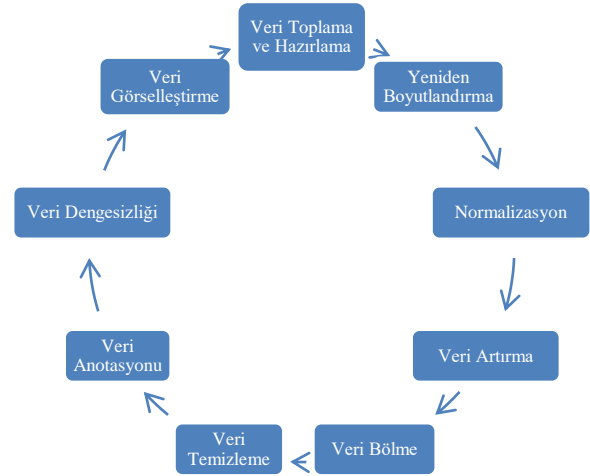 Veri Toplama
ve Hazırlama
Yeniden
Boyutlandırma
Normalizasyon
Veri Artırma
Veri Bölme
Veri
Temizleme
Veri
Anotasyonu
Veri Dengesizliği
Veri
Görselleştirme